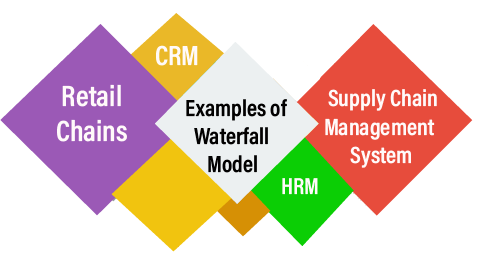 CRM
Retail
Chains
Examples of
Waterfall
Model
Supply Chain
Management
System
HRM